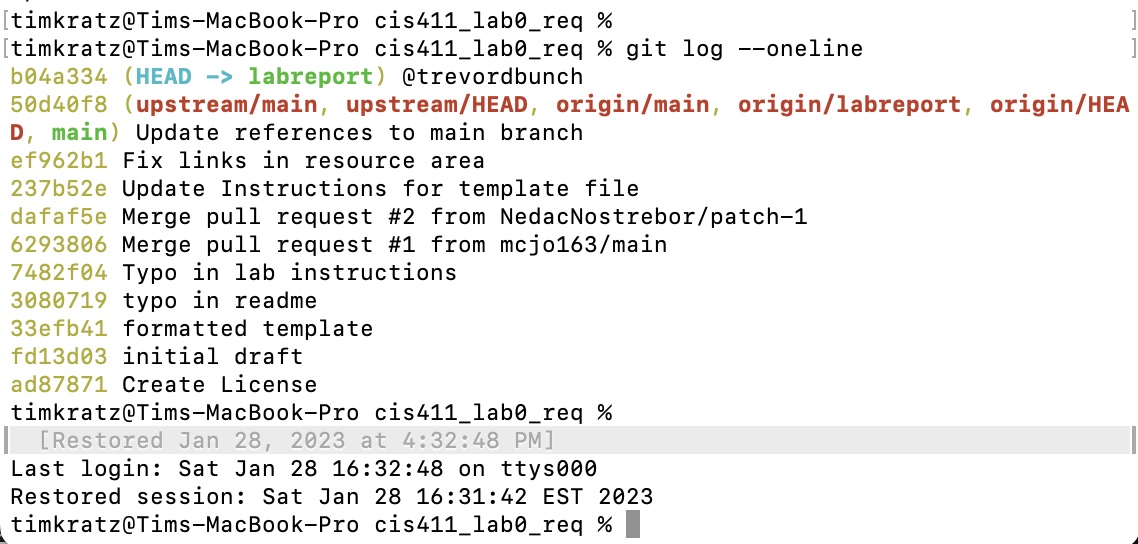 [timkratz@Tims-MacBook-Pro cis411_lab0_req % ]
[timkratz@Tims-MacBook-Pro cis411_lab0_req % git log --oneline ]
b04a334 (HEAD -> labreport) @trevordbunch
50d40f8 (upstream/main, upstream/HEAD, origin/main, origin/labreport, origin/HEA
D, main) Update references to main branch
ef962b1 Fix links in resource area
237b52e Update Instructions for template file
dafaf5e Merge pull request #2 from NedacNostrebor/patch-1
6293806 Merge pull request #1 from mcjo163/main
7482f04 Typo in lab instructions
3080719 typo in readme
33efb41 formatted template
fd13d03 initial draft
ad87871 Create License
timkratz@Tims-MacBook-Pro cis411_lab0_req %
[Restored Jan 28, 2023 at 4:32:48 PM]
Last login: Sat Jan 28 16:32:48 on ttys000
Restored session: Sat Jan 28 16:31:42 EST 2023
timkratz@Tims-MacBook-Pro cis411_lab0_req %